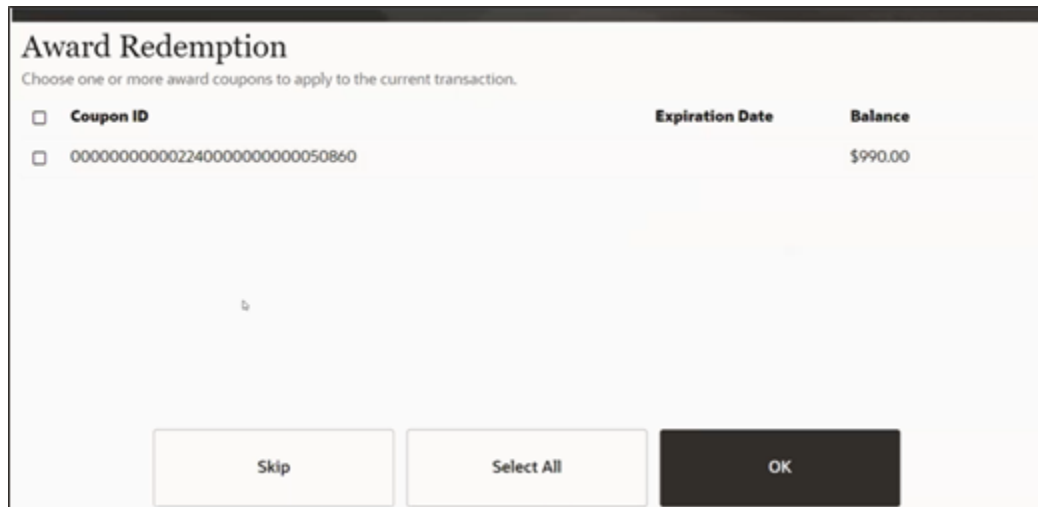 Award Redemption
Choose one or more award coupons to apply to the current transaction.
Coupon ID Expiration Date Balance
0000000000022400000000000050860 $990.00
Skip Select All OK